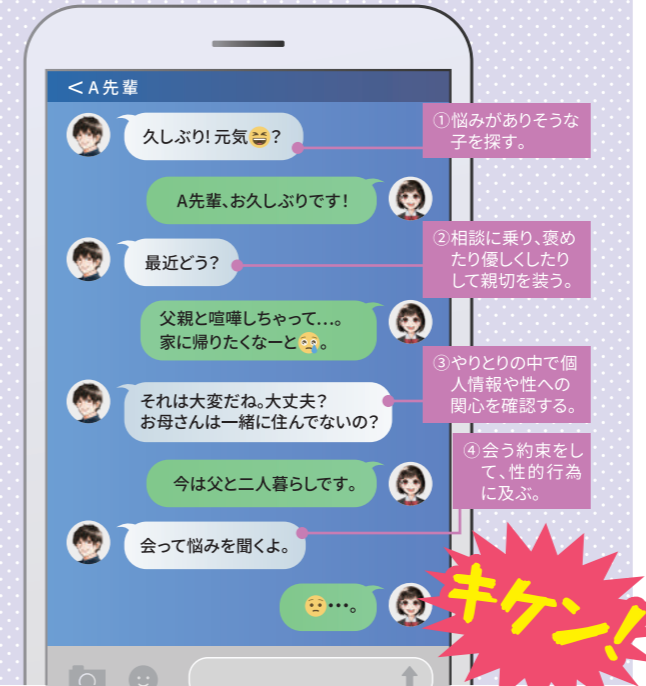 <A先輩
久しぶり! 元気😆?
①悩みがありそうな
子を探す。
A先輩、お久しぶりです!
最近どう?
②相談に乗り、褒め
たり優しくしたり
して親切を装う。
父親と喧嘩しちゃって…。
家に帰りたくなーと😢。
③やりとりの中で個
人情報や性への
関心を確認する。
それは大変だね。大丈夫?
お母さんは一緒に住んでないの?
④会う約束をし
て、性的行為
に及ぶ。
今は父と二人暮らしです。
会って悩みを聞くよ。
😟…。
キケン!